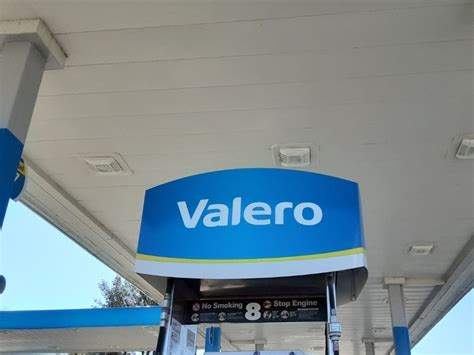 Valero
No Smoking 8 Stop Engine